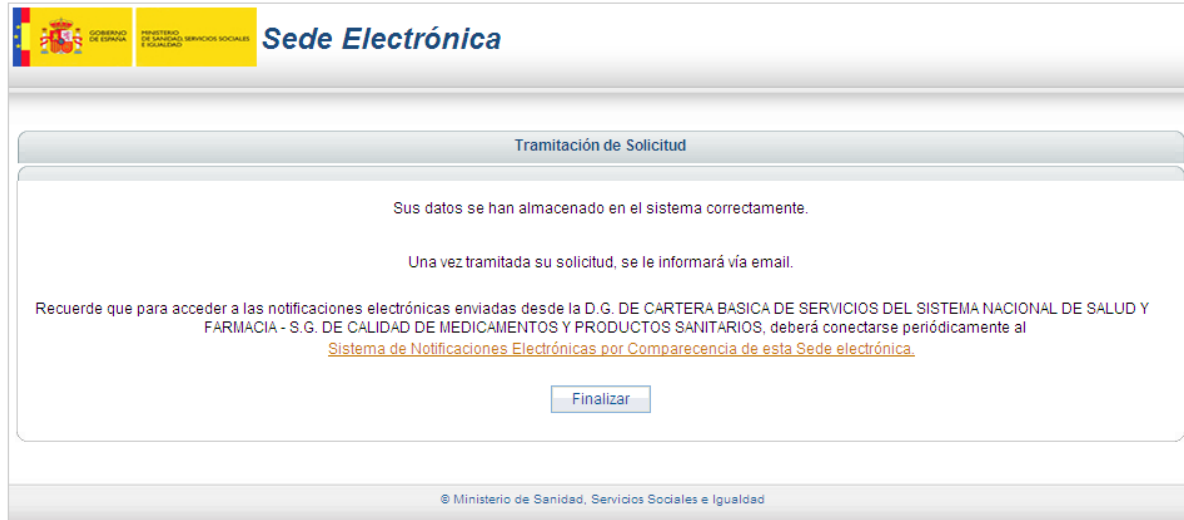 GOBIERNO
DE ESPAÑA
MINISTERIO
DE SANIDAD, SERVICIOS SOCIALES
E IGUALDAD
Sede Electrónica
Tramitación de Solicitud
Sus datos se han almacenado en el sistema correctamente.
Una vez tramitada su solicitud, se le informará vía email.
Recuerde que para acceder a las notificaciones electrónicas enviadas desde la D.G. DE CARTERA BASICA DE SERVICIOS DEL SISTEMA NACIONAL DE SALUD Y
FARMACIA - S.G. DE CALIDAD DE MEDICAMENTOS Y PRODUCTOS SANITARIOS, deberá conectarse periódicamente al
Sistema de Notificaciones Electrónicas por Comparecencia de esta Sede electrónica.
Finalizar
© Ministerio de Sanidad, Servicios Sociales e Igualdad